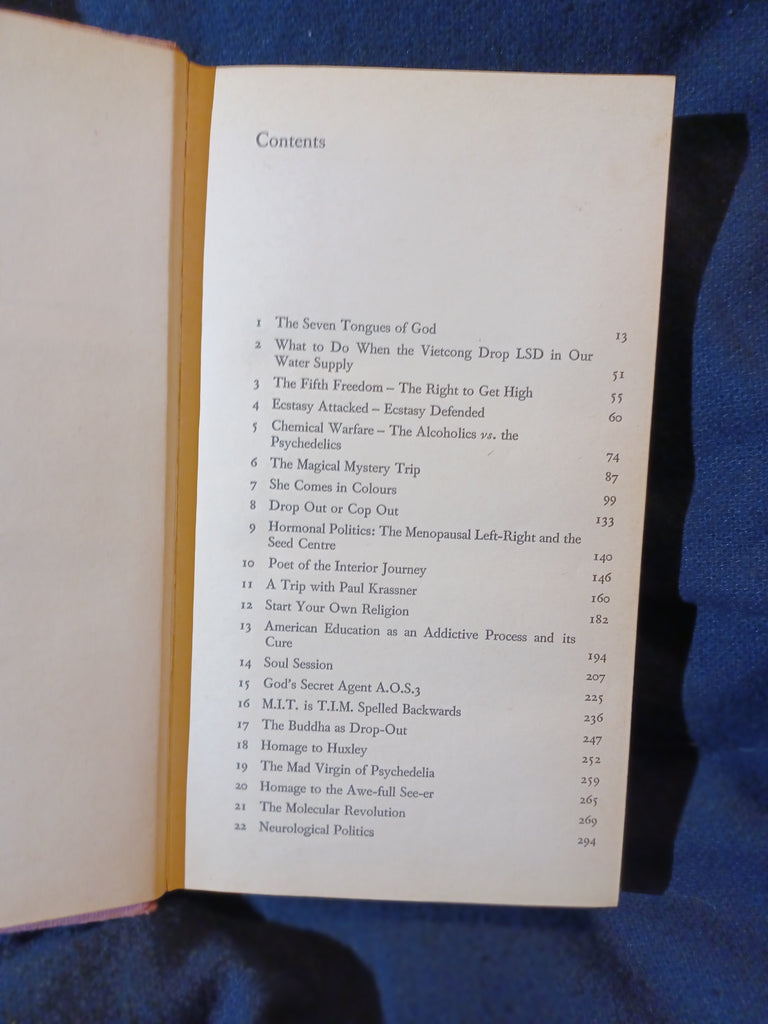 Contents
1 The Seven Tongues of God 13
2 What to Do When the Vietcong Drop LSD in Our
Water Supply 51
3 The Fifth Freedom – The Right to Get High 55
4 Ecstasy Attacked – Ecstasy Defended 60
5 Chemical Warfare – The Alcoholics vs. the
Psychedelics 74
6 The Magical Mystery Trip 87
7 She Comes in Colours 99
8 Drop Out or Cop Out 133
9 Hormonal Politics: The Menopausal Left-Right and the
Seed Centre 140
10 Poet of the Interior Journey 146
11 A Trip with Paul Krassner 160
12 Start Your Own Religion 182
13 American Education as an Addictive Process and its
Cure 194
14 Soul Session 207
15 God's Secret Agent A.O.S.3 225
16 M.I.T. is T.I.M. Spelled Backwards 236
17 The Buddha as Drop-Out 247
18 Homage to Huxley 252
19 The Mad Virgin of Psychedelia 259
20 Homage to the Awe-full See-er 265
21 The Molecular Revolution 269
22 Neurological Politics 294